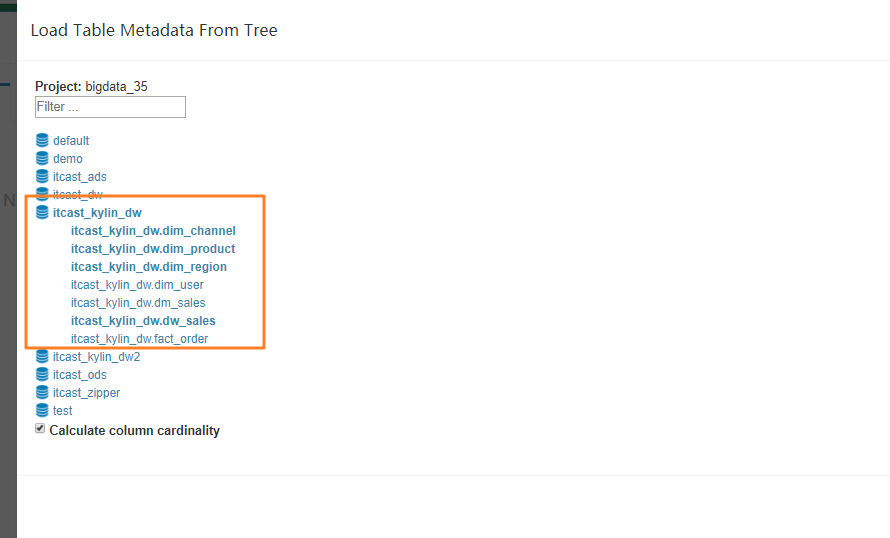 Load Table Metadata From Tree
Project: bigdata_35
Filter ...
default
demo
itcast_ads
itcast_dw
N
itcast_kylin_dw
itcast_kylin_dw.dim_channel
itcast_kylin_dw.dim_product
itcast_kylin_dw.dim_region
itcast_kylin_dw.dim_user
itcast_kylin_dw.dm_sales
itcast_kylin_dw.dw_sales
itcast_kylin_dw.fact_order
itcast_kylin_dw2
itcast_ods
itcast_zipper
test
Calculate column cardinality